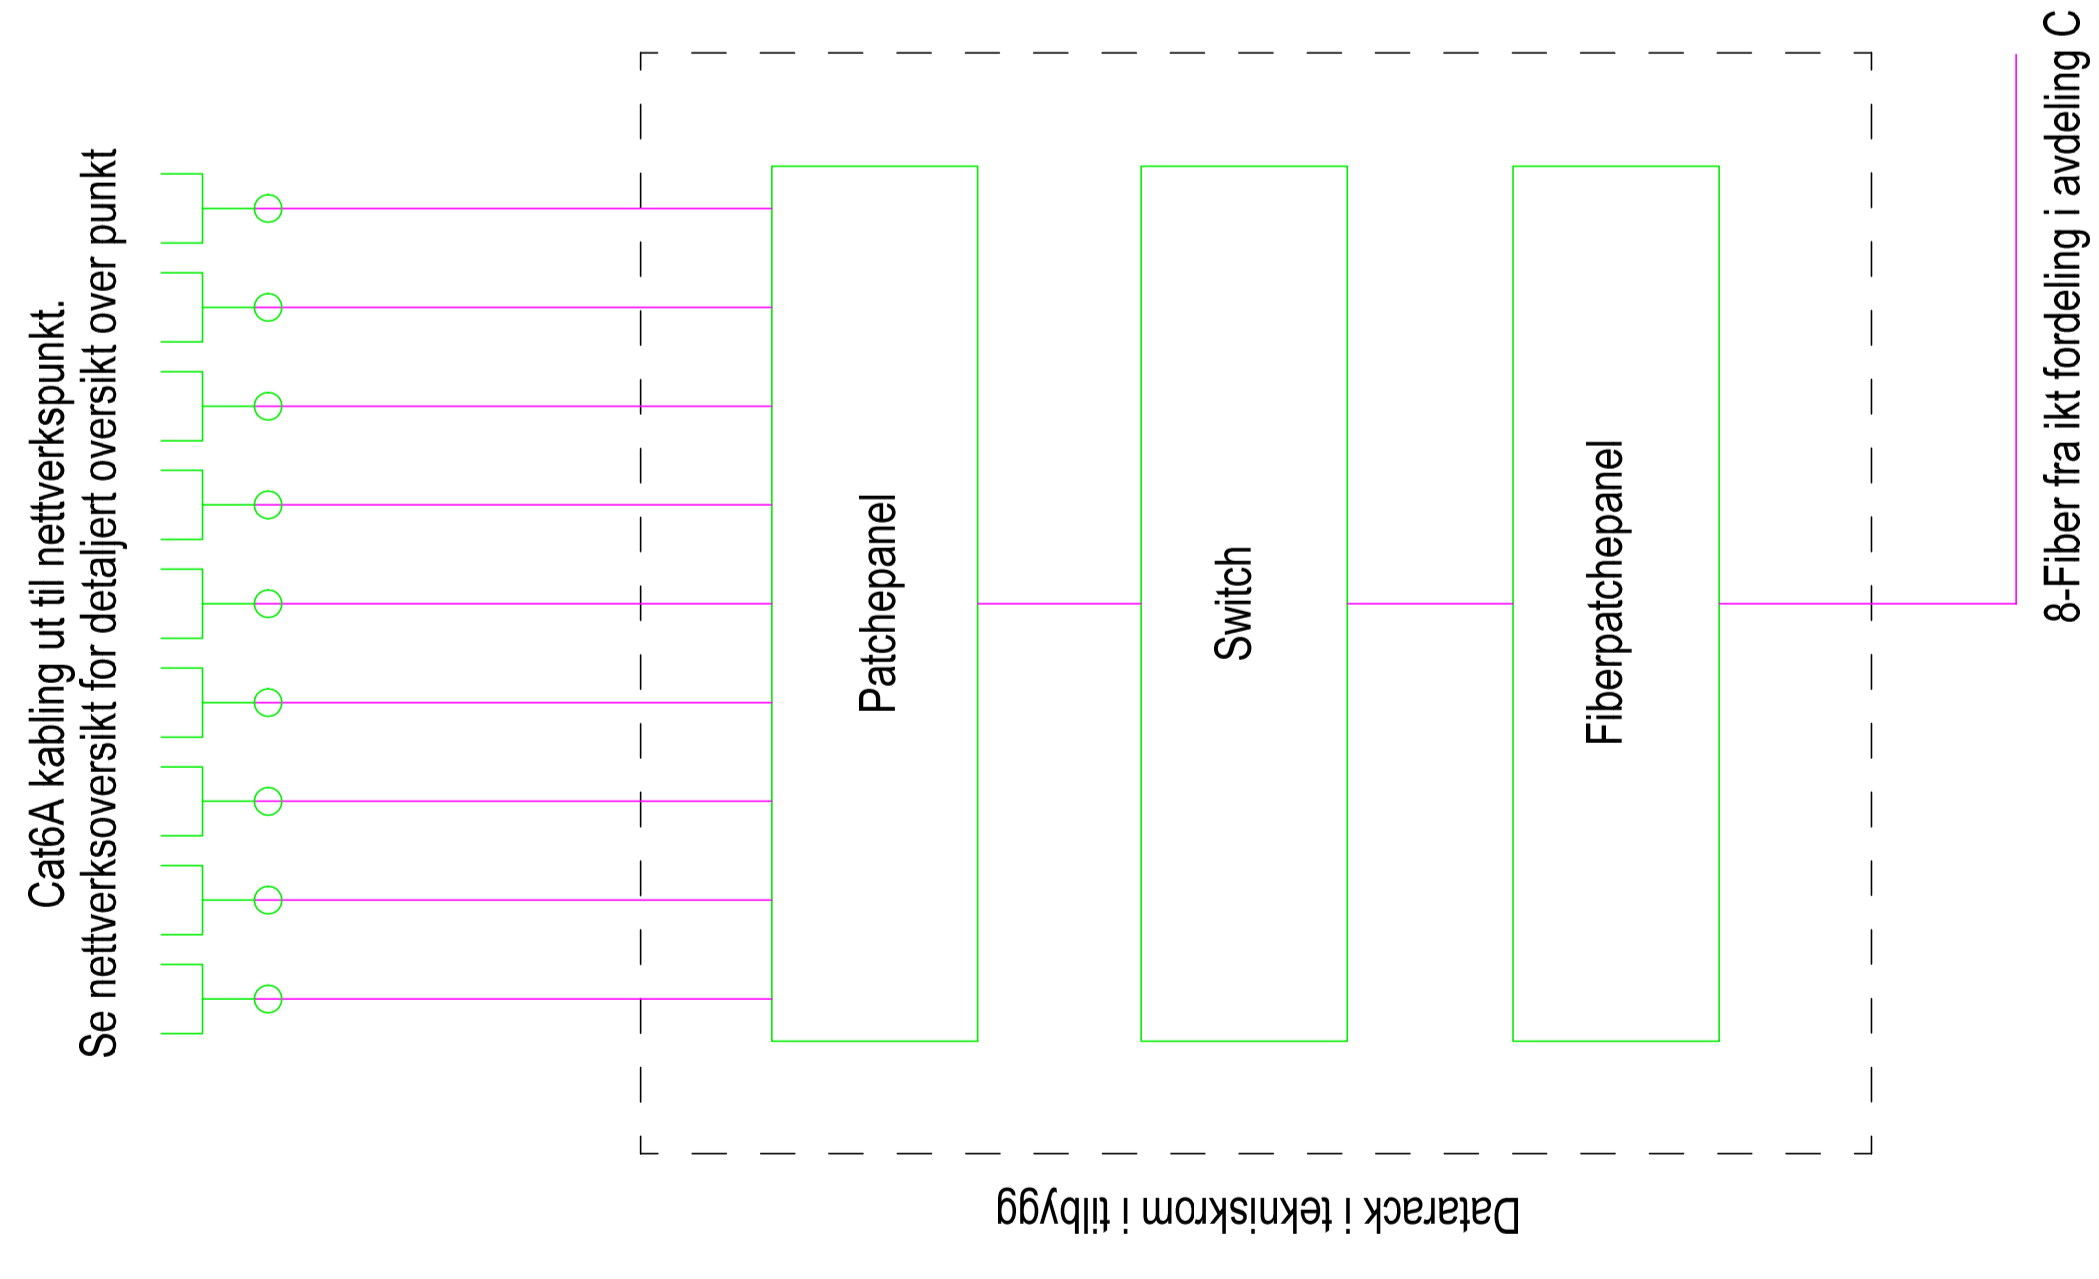 Cat6A kabling ut til nettverkspunkt.
Se nettverksoversikt for detaljert oversikt over punkt
Patchepanel
Switch
Fiberpatchepanel
8-Fiber fra ikt fordeling i avdeling C
Datarack i tekniskrom i tilbygg